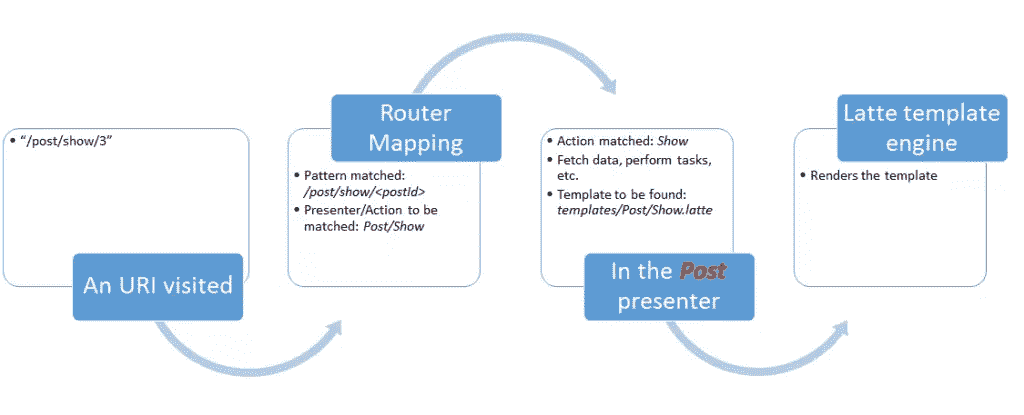 • “/post/show/3”
An URI visited
Router
Mapping
• Pattern matched:
/post/show/<postId>
• Presenter/Action to be
matched: Post/Show
• Action matched: Show
• Fetch data, perform tasks,
etc.
• Template to be found:
templates/Post/Show.latte
In the Post
presenter
Latte template
engine
• Renders the template